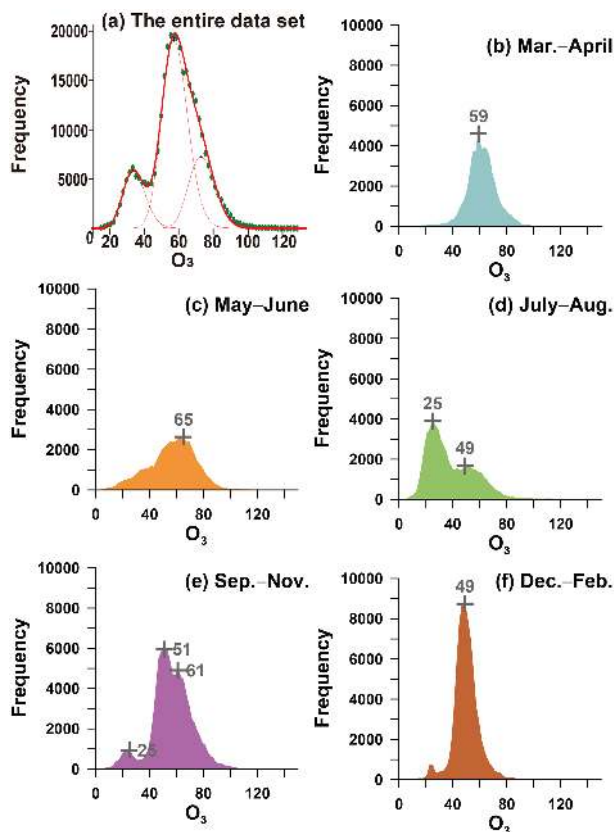 (a) The entire data set
Frequency
20000
15000
10000
5000
0 20 40 60 80 100 120
O₃
(b) Mar.–April
Frequency
10000
8000
6000
4000
2000
0
59
0 40 80 120
O₃
(c) May–June
Frequency
10000
8000
6000
4000
2000
0
65
0 40 80 120
O₃
(d) July–Aug.
Frequency
10000
8000
6000
4000
2000
0
25
49
0 40 80 120
O₃
(e) Sep.–Nov.
Frequency
10000
8000
6000
4000
2000
0
51
61
25
0 40 80 120
O₃
(f) Dec.–Feb.
Frequency
10000
8000
6000
4000
2000
0
49
0 40 80 120
O₃